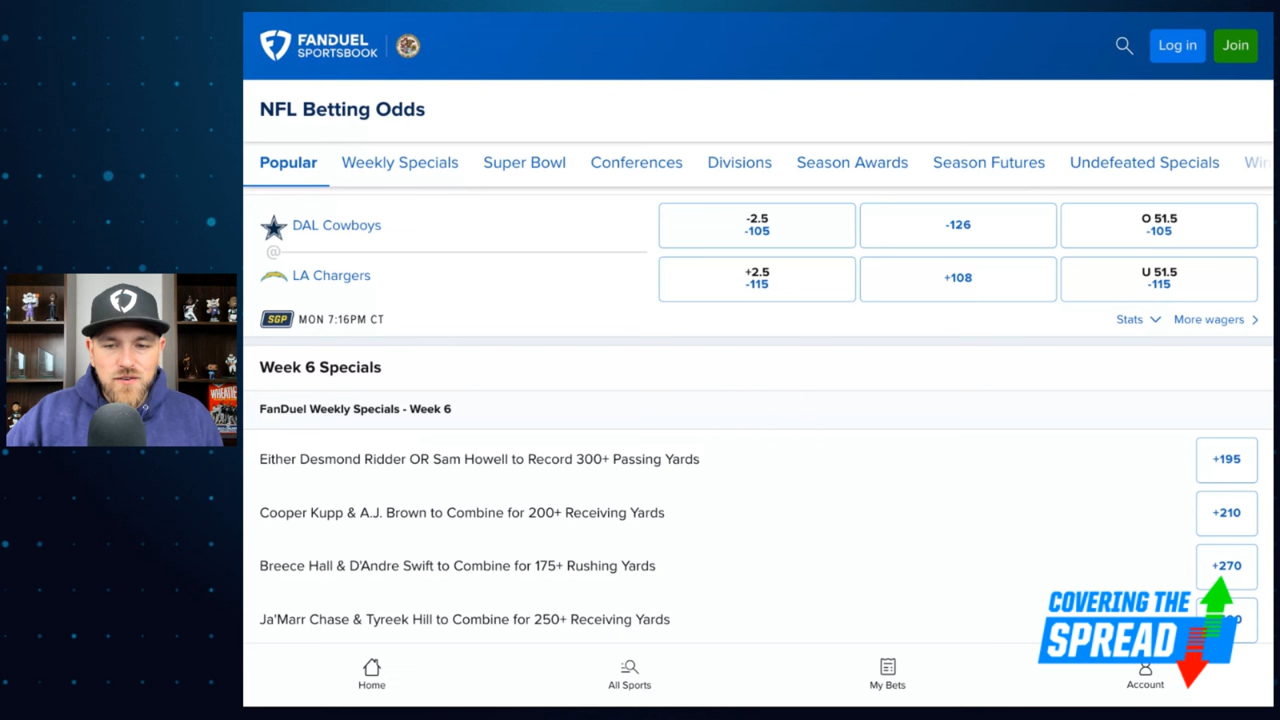 FANDUEL
SPORTSBOOK
Log in
Join
NFL Betting Odds
Popular
Weekly Specials
Super Bowl
Conferences
Divisions
Season Awards
Season Futures
Undefeated Specials
DAL Cowboys
-2.5
-105
-126
O 51.5
-105
@
LA Chargers
+2.5
-115
+108
U 51.5
-115
SGP
MON 7:16PM CT
Stats
More wagers
Week 6 Specials
FanDuel Weekly Specials - Week 6
Either Desmond Ridder OR Sam Howell to Record 300+ Passing Yards
+195
Cooper Kupp & A.J. Brown to Combine for 200+ Receiving Yards
+210
Breece Hall & D'Andre Swift to Combine for 175+ Rushing Yards
+270
Ja'Marr Chase & Tyreek Hill to Combine for 250+ Receiving Yards
COVERING THE
SPREAD
Home
All Sports
My Bets
Account
WHEATIES